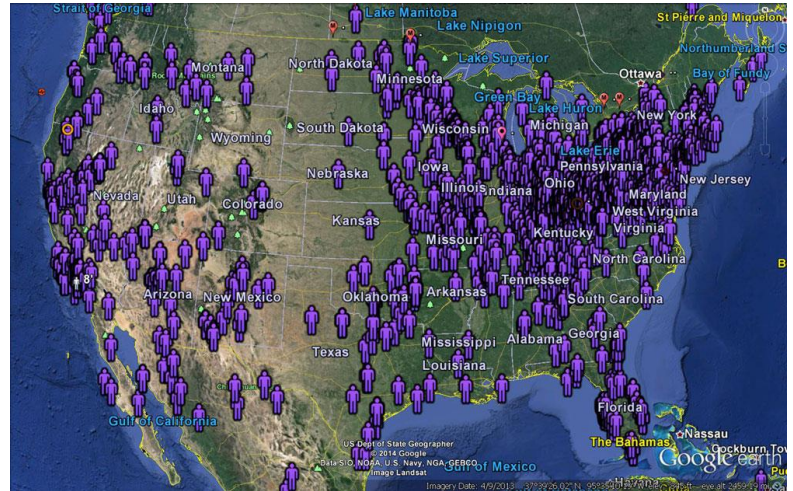 Strait of Georgia
Lake Manitoba
Lake Nipigon
St Pierre and Miquelon
Northumberland S
Lake Superior
Montana
North Dakota
Minnesota
Ottawa
Bay of Fundy
Green Bay
Lake Huron
Idaho
South Dakota
Wisconsin
Michigan
New York
Wyoming
Lake Erie
Iowa
Pennsylvania
Nebraska
New Jersey
Nevada
Utah
Colorado
Illinois
Indiana
Ohio
Maryland
West Virginia
Kansas
Missouri
Kentucky
Virginia
North Carolina
B
8'
Arizona
New Mexico
Oklahoma
Arkansas
Tennessee
South Carolina
Texas
Mississippi
Alabama
Georgia
Louisiana
Florida
Gulf of California
The Bahamas
Nassau
Cockburn Tow
US Dept of State Geographer
© 2014 Google
Data SIO, NOAA, U.S. Navy, NGA, GEBCO
Image Landsat
Gulf of Mexico
Google earth
Imagery Date: 4/9/2013